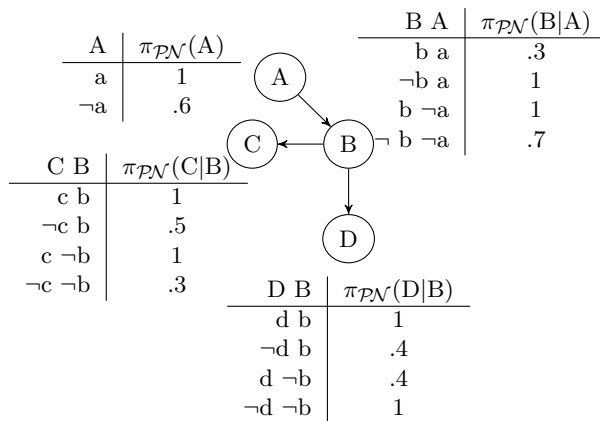 A π_𝒫𝒩(A)
a 1
¬a .6
B A π_𝒫𝒩(B|A)
b a .3
¬b a 1
b ¬a 1
¬ b ¬a .7
A
C
B
D
C B π_𝒫𝒩(C|B)
c b 1
¬c b .5
c ¬b 1
¬c ¬b .3
D B π_𝒫𝒩(D|B)
d b 1
¬d b .4
d ¬b .4
¬d ¬b 1